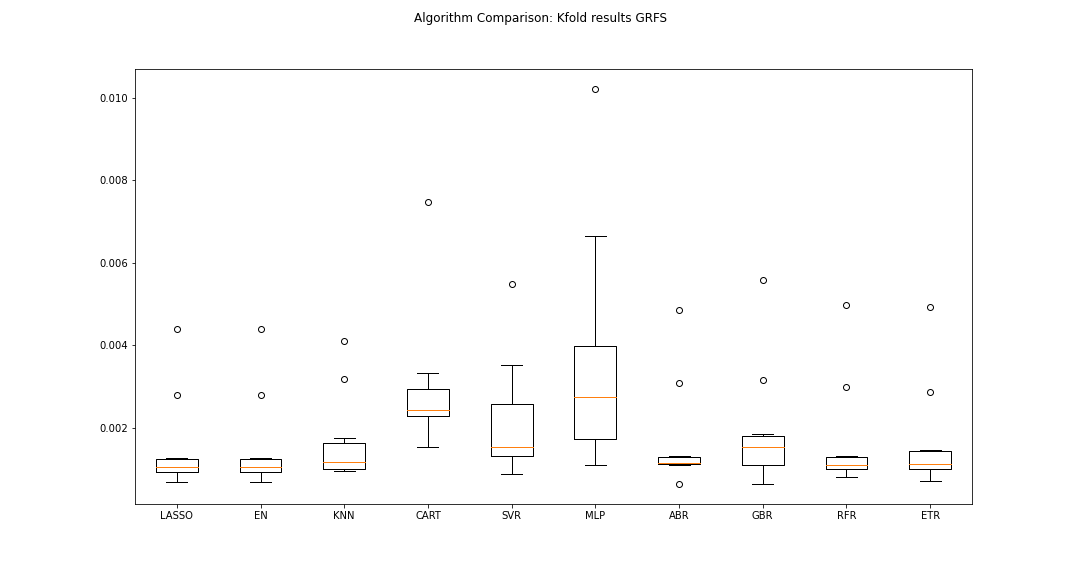 Algorithm Comparison: Kfold results GRFS
0.010
0.008
0.006
0.004
0.002
LASSO EN KNN CART SVR MLP ABR GBR RFR ETR